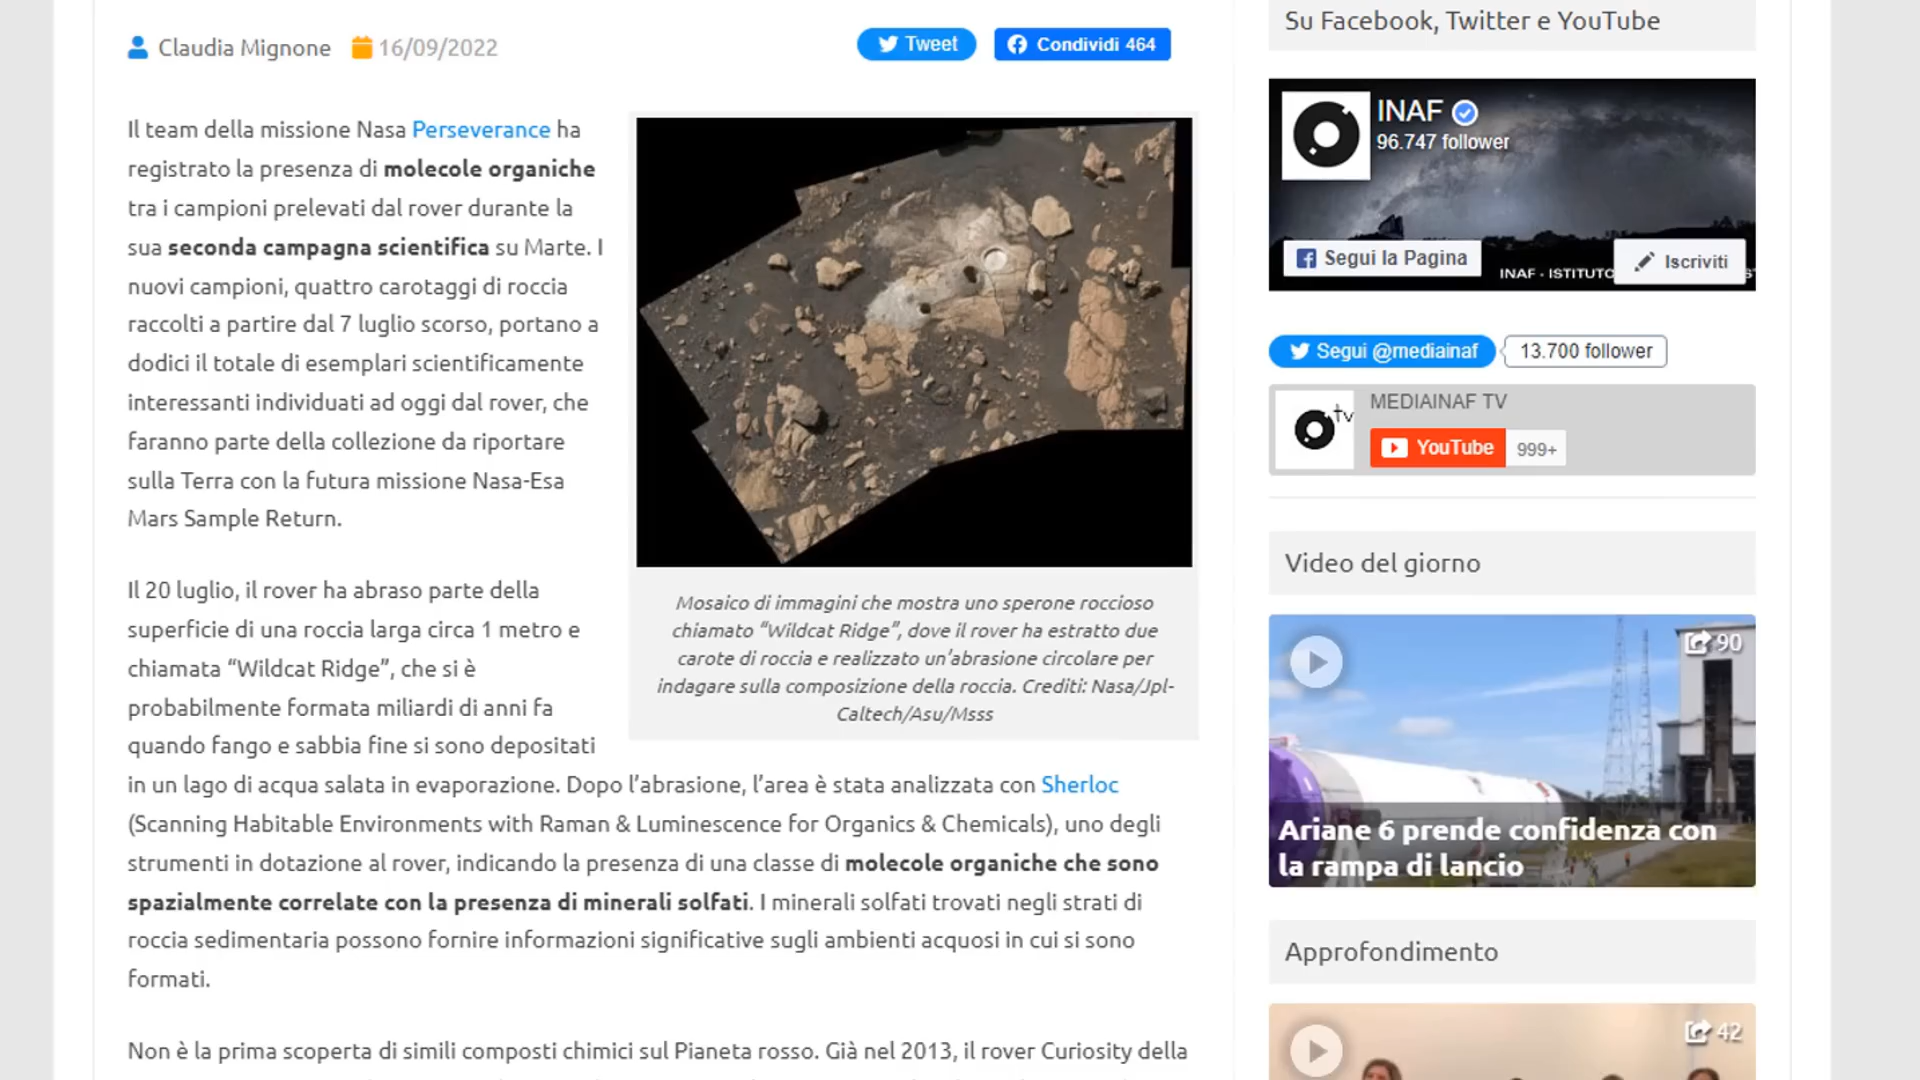 Claudia Mignone 16/09/2022
Tweet
Condividi 464
Il team della missione Nasa Perseverance ha
registrato la presenza di molecole organiche
tra i campioni prelevati dal rover durante la
sua seconda campagna scientifica su Marte. I
nuovi campioni, quattro carotaggi di roccia
raccolti a partire dal 7 luglio scorso, portano a
dodici il totale di esemplari scientificamente
interessanti individuati ad oggi dal rover, che
faranno parte della collezione da riportare
sulla Terra con la futura missione Nasa-Esa
Mars Sample Return.
Mosaico di immagini che mostra uno sperone roccioso
chiamato “Wildcat Ridge”, dove il rover ha estratto due
carote di roccia e realizzato un’abrasione circolare per
indagare sulla composizione della roccia. Crediti: Nasa/Jpl-
Caltech/Asu/Msss
Il 20 luglio, il rover ha abraso parte della
superficie di una roccia larga circa 1 metro e
chiamata “Wildcat Ridge”, che si è
probabilmente formata miliardi di anni fa
quando fango e sabbia fine si sono depositati
in un lago di acqua salata in evaporazione. Dopo l’abrasione, l’area è stata analizzata con Sherloc
(Scanning Habitable Environments with Raman & Luminescence for Organics & Chemicals), uno degli
strumenti in dotazione al rover, indicando la presenza di una classe di molecole organiche che sono
spazialmente correlate con la presenza di minerali solfati. I minerali solfati trovati negli strati di
roccia sedimentaria possono fornire informazioni significative sugli ambienti acquosi in cui si sono
formati.
Non è la prima scoperta di simili composti chimici sul Pianeta rosso. Già nel 2013, il rover Curiosity della
Su Facebook, Twitter e YouTube
INAF
96.747 follower
Segui la Pagina
INAF - ISTITUTO
Iscriviti
Segui @mediainaf
13.700 follower
tv
MEDIAINAF TV
YouTube
999+
Video del giorno
90
Ariane 6 prende confidenza con
la rampa di lancio
Approfondimento
42